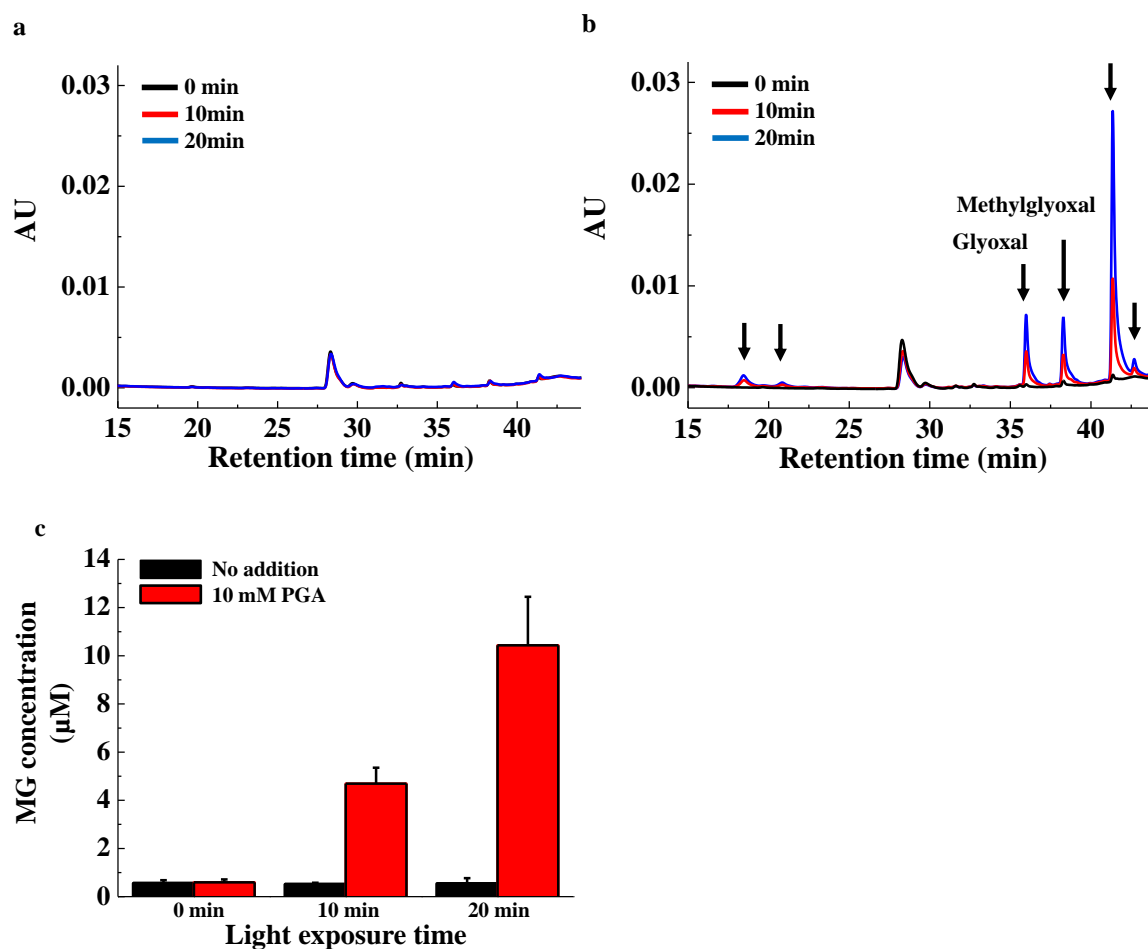 a
0 min
10min
20min
0.03
0.02
0.01
0.00
AU
15 20 25 30 35 40
Retention time (min)
b
0 min
10min
20min
Methylglyoxal
Glyoxal
0.03
0.02
0.01
0.00
AU
15 20 25 30 35 40
Retention time (min)
c
No addition
10 mM PGA
14
12
10
8
6
4
2
0
MG concentration
(μM)
0 min 10 min 20 min
Light exposure time